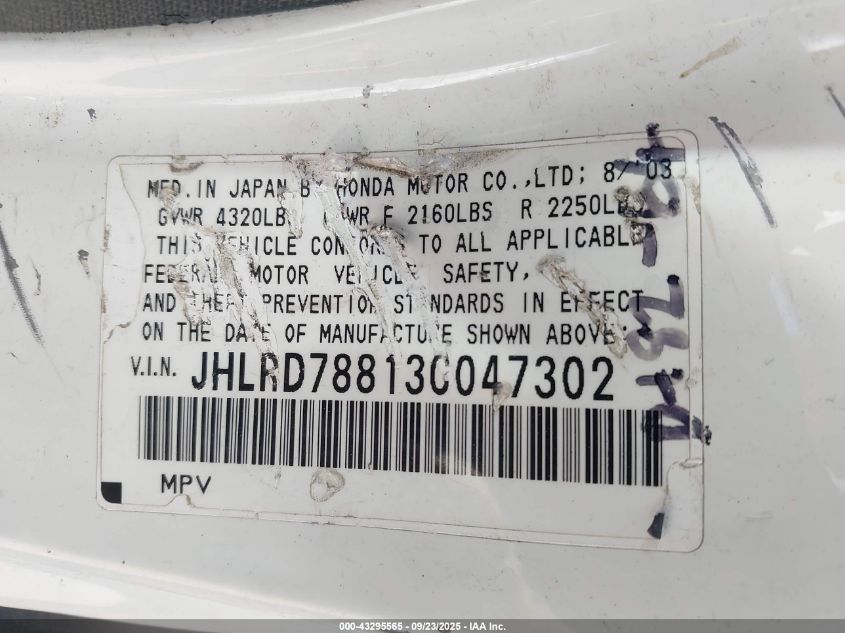 MFD. IN JAPAN BY HONDA MOTOR CO., LTD; 8/'03
GVWR 4320LBS GAWR F 2160LBS R 2250LBS
THIS VEHICLE CONFORMS TO ALL APPLICABLE
FEDERAL MOTOR VEHICLE SAFETY,
AND THEFT PREVENTION STANDARDS IN EFFECT
ON THE DATE OF MANUFACTURE SHOWN ABOVE:
V.I.N. JHLRD78813C047302
MPV
000-43295565 - 09/23/2025 - IAA Inc.